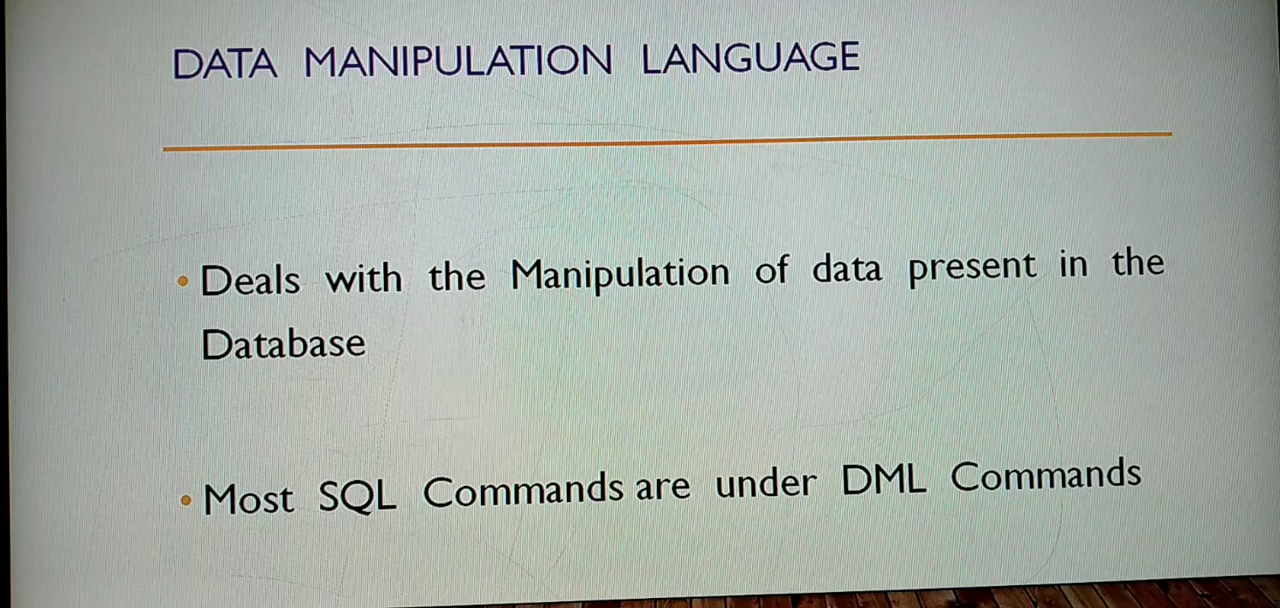 DATA MANIPULATION LANGUAGE
• Deals with the Manipulation of data present in the
Database
• Most SQL Commands are under DML Commands